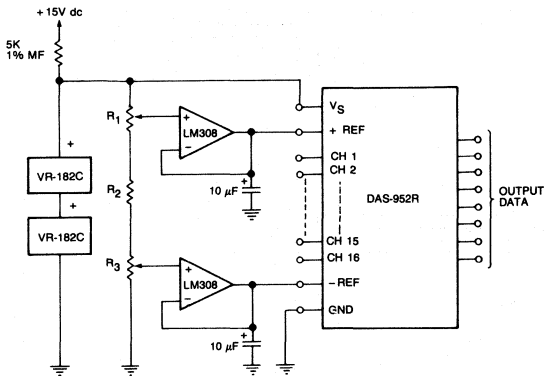 + 15V dc
5K
1% MF
+
VR-182C
+
VR-182C
R1
R2
R3
+
LM308
−
+
10 μF
+
LM308
−
+
10 μF
VS
+ REF
CH 1
CH 2
CH 15
CH 16
−REF
GND
DAS-952R
OUTPUT
DATA